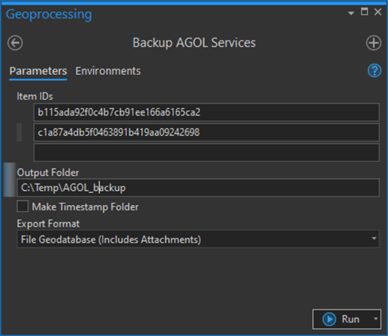 Geoprocessing
Backup AGOL Services
Parameters Environments
Item IDs
b115ada92f0c4b7cb91ee166a6165ca2
c1a87a4db5f0463891b419aa09242698
Output Folder
C:\Temp\AGOL_backup
Make Timestamp Folder
Export Format
File Geodatabase (Includes Attachments)
Run